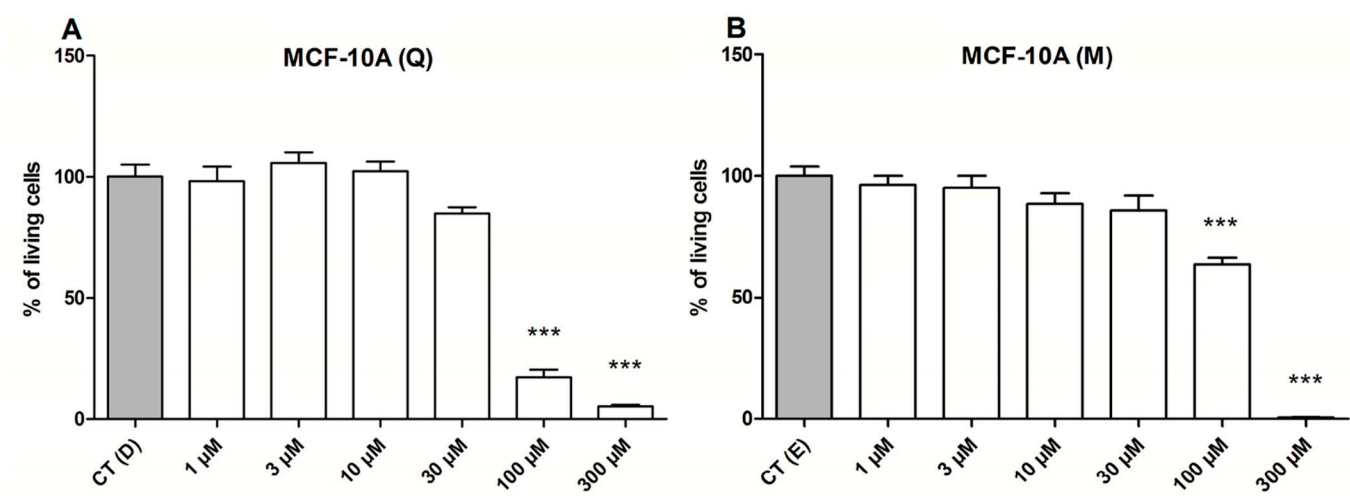 A
MCF-10A (Q)
% of living cells
150
100
50
0
***
***
CT (D)
1 µM
3 µM
10 µM
30 µM
100 µM
300 µM
B
MCF-10A (M)
% of living cells
150
100
50
0
***
***
CT (E)
1 µM
3 µM
10 µM
30 µM
100 µM
300 µM